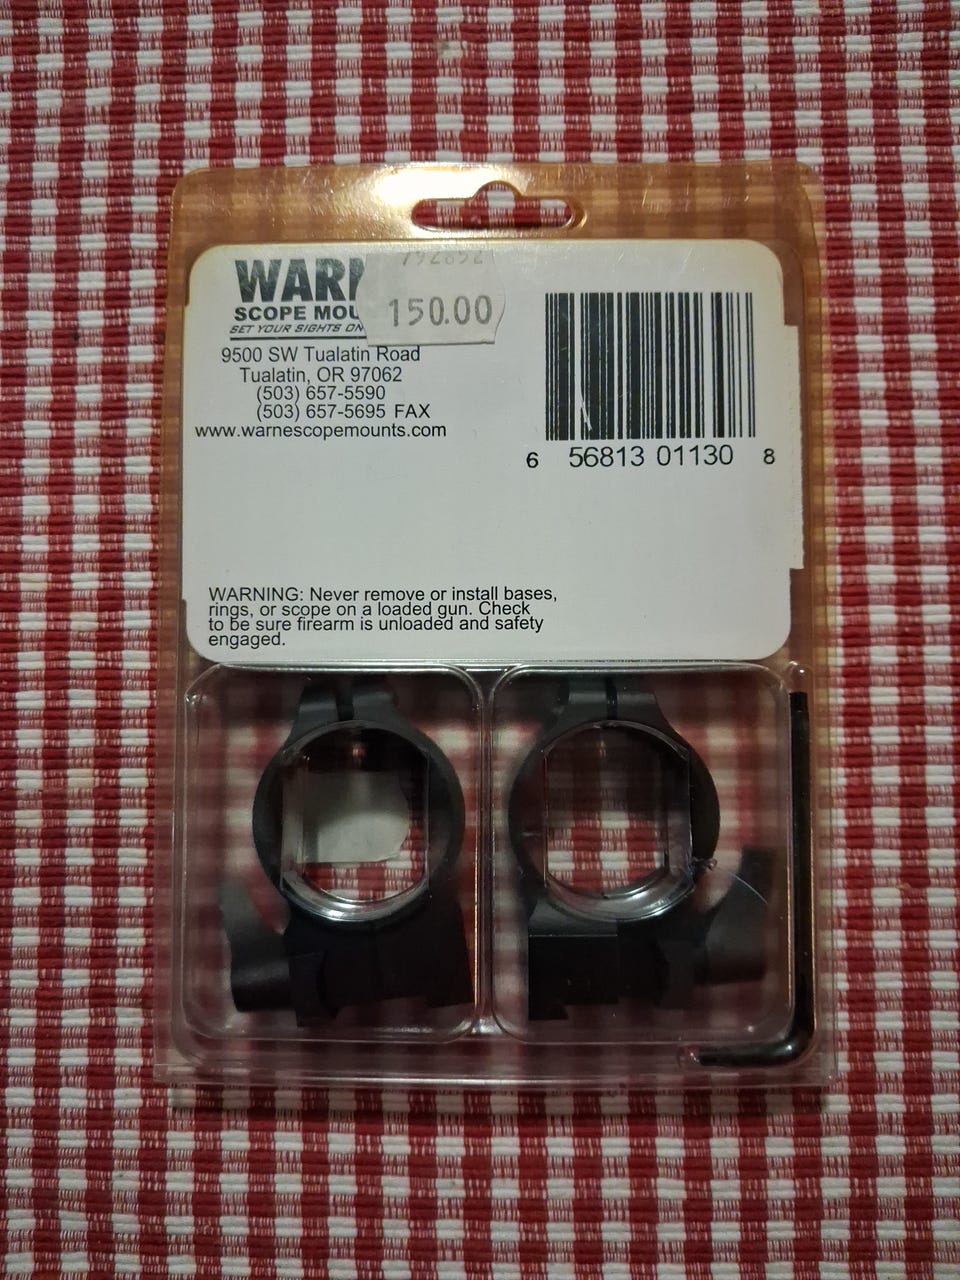 WARN
SCOPE MOU
SET YOUR SIGHTS ON
792852
150.00
9500 SW Tualatin Road
Tualatin, OR 97062
(503) 657-5590
(503) 657-5695 FAX
www.warnescopemounts.com
6 56813 01130 8
WARNING: Never remove or install bases,
rings, or scope on a loaded gun. Check
to be sure firearm is unloaded and safety
engaged.